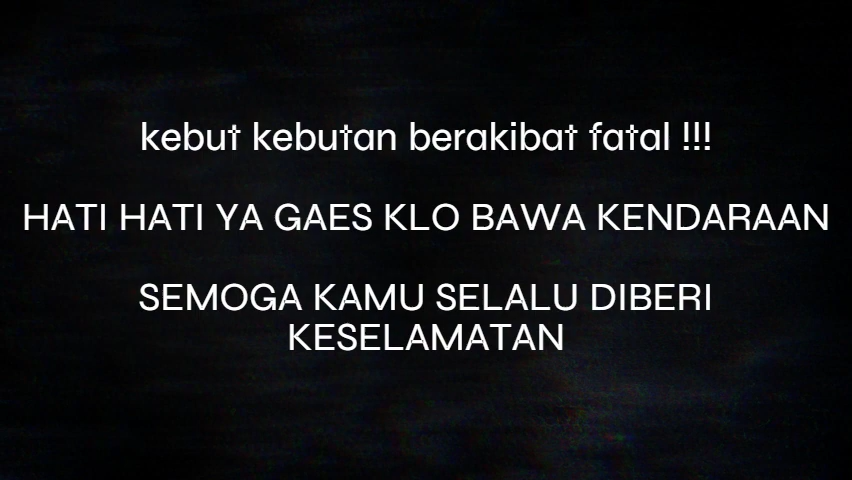 kebut kebutan berakibat fatal !!!
HATI HATI YA GAES KLO BAWA KENDARAAN
SEMOGA KAMU SELALU DIBERI
KESELAMATAN